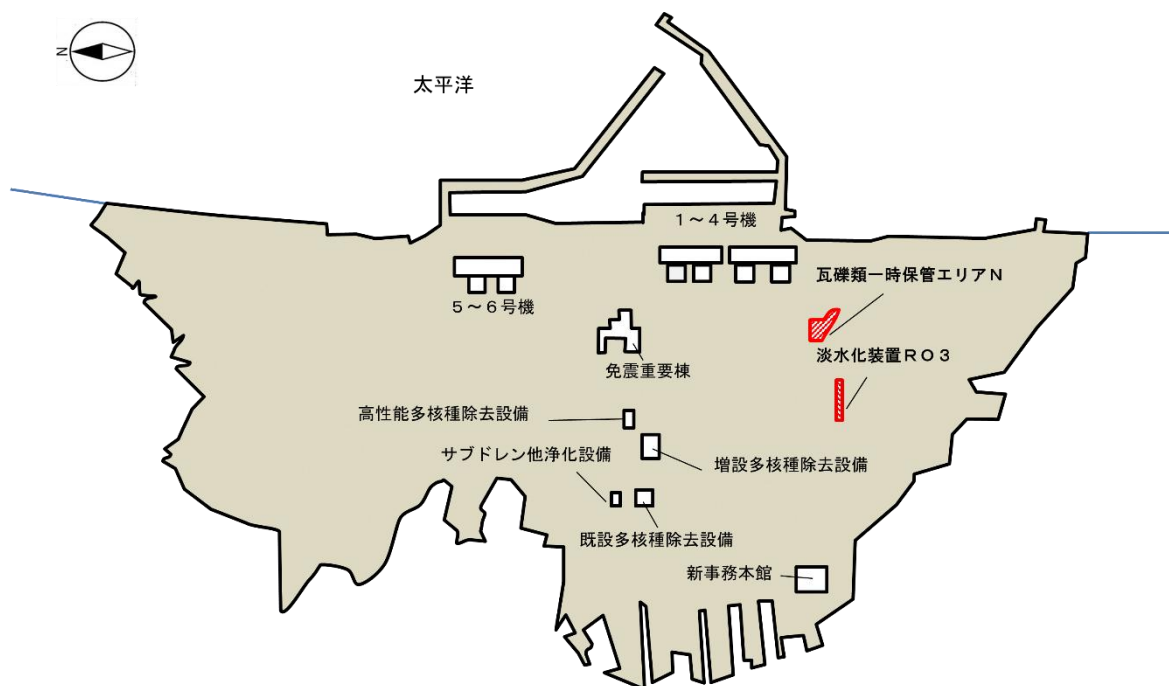 N
太平洋
1～4号機
5～6号機
瓦礫類一時保管エリアN
免震重要棟
淡水化装置RO3
高性能多核種除去設備
サブドレン他浄化設備
増設多核種除去設備
既設多核種除去設備
新事務本館